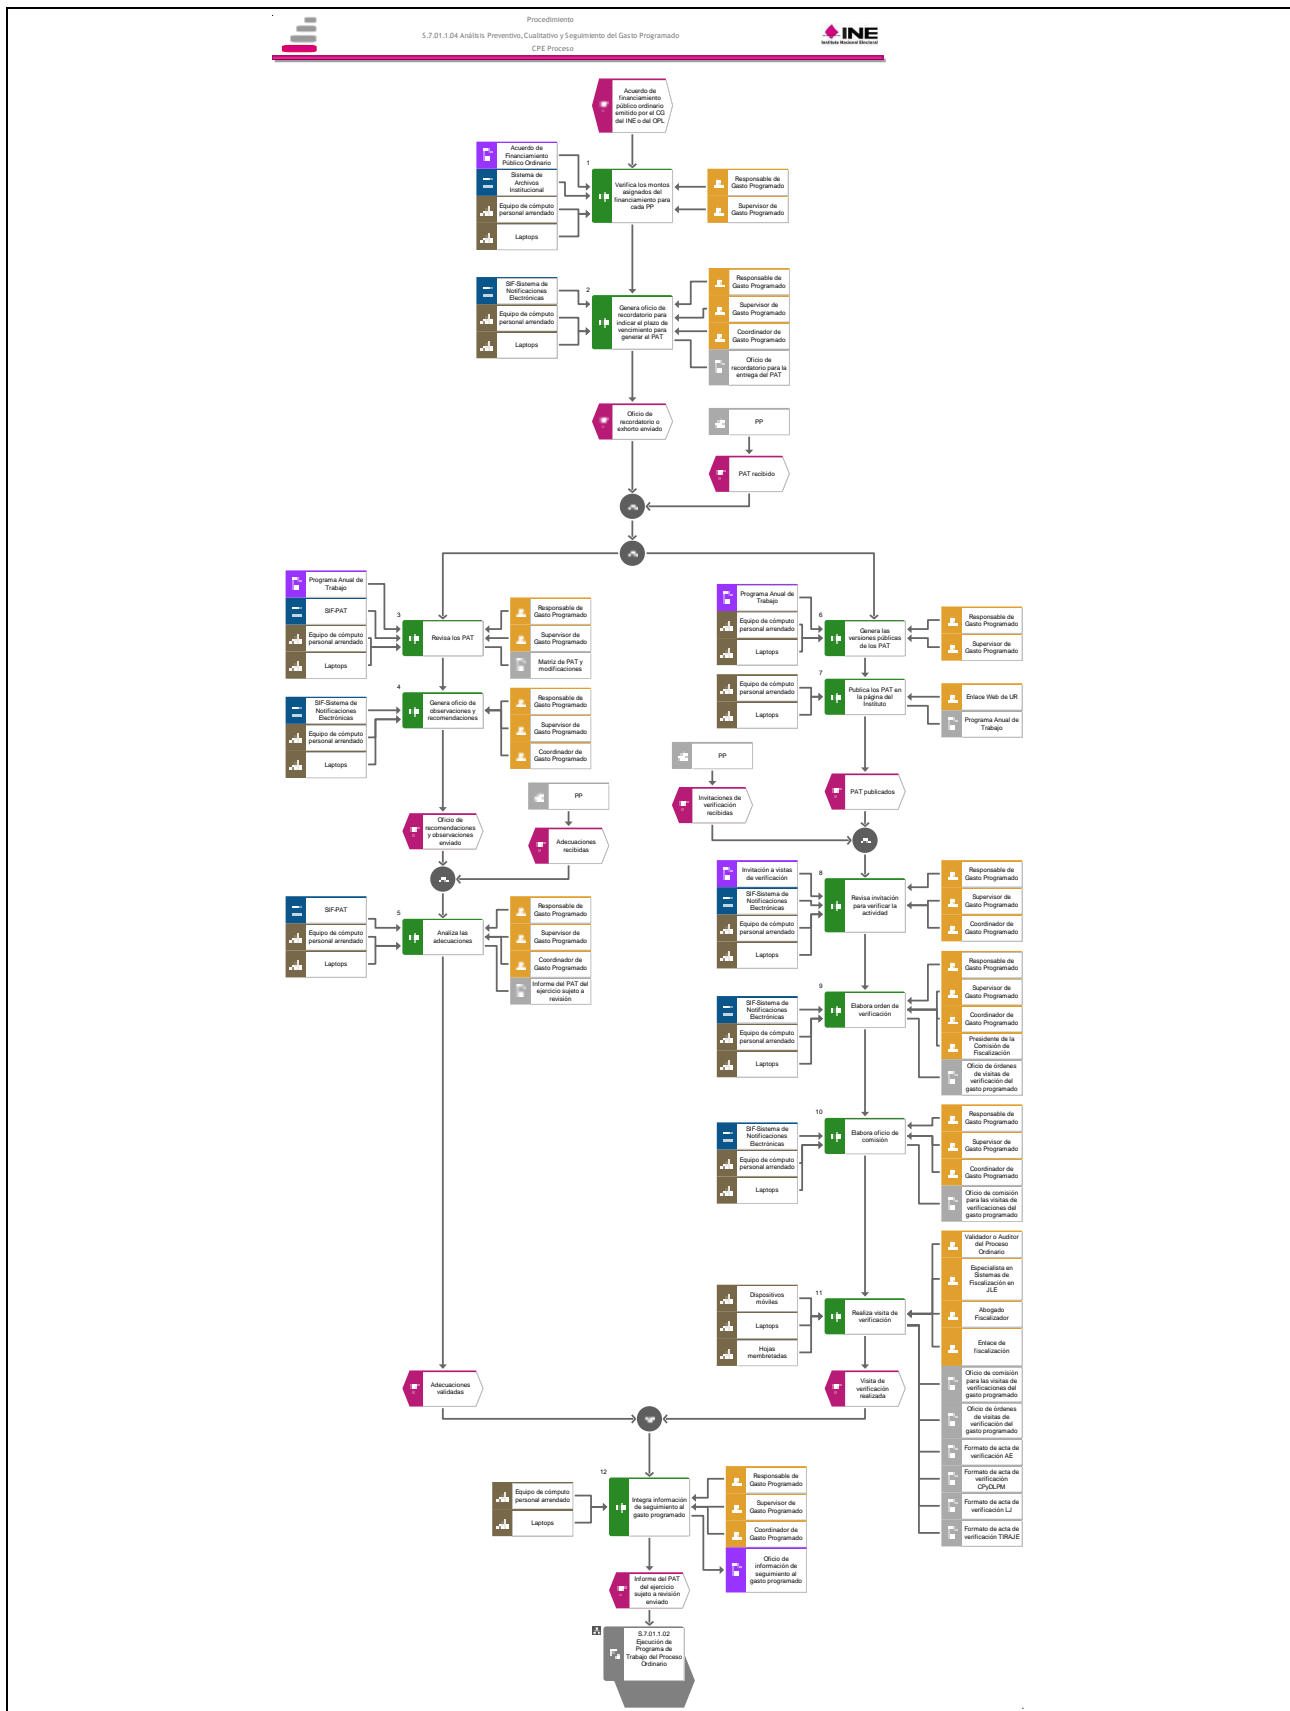 Procedimiento
S.7.01.1.04 Análisis Preventivo, Cualitativo y Seguimiento del Gasto Programado
CPE Proceso
INE
Instituto Nacional Electoral
Acuerdo de
financiamiento
público ordinario
emitido por el CG
del INE o del OPL
Acuerdo de
Financiamiento
Público Ordinario
Sistema de
Archivos
Institucional
Equipo de cómputo
personal arrendado
Laptops
1
Verifica los montos
asignados del
financiamiento para
cada PP
Responsable de
Gasto Programado
Supervisor de
Gasto Programado
SIF-Sistema de
Notificaciones
Electrónicas
Equipo de cómputo
personal arrendado
Laptops
2
Genera oficio de
recordatorio para
indicar el plazo de
vencimiento para
generar el PAT
Responsable de
Gasto Programado
Supervisor de
Gasto Programado
Coordinador de
Gasto Programado
Oficio de
recordatorio para la
entrega del PAT
Oficio de
recordatorio o
exhorto enviado
PP
PAT recibido
Programa Anual de
Trabajo
SIF-PAT
Equipo de cómputo
personal arrendado
Laptops
3
Revisa los PAT
Responsable de
Gasto Programado
Supervisor de
Gasto Programado
Matriz de PAT y
modificaciones
SIF-Sistema de
Notificaciones
Electrónicas
Equipo de cómputo
personal arrendado
Laptops
4
Genera oficio de
observaciones y
recomendaciones
Responsable de
Gasto Programado
Supervisor de
Gasto Programado
Coordinador de
Gasto Programado
Oficio de
recomendaciones
y observaciones
enviado
PP
Adecuaciones
recibidas
SIF-PAT
Equipo de cómputo
personal arrendado
Laptops
5
Analiza las
adecuaciones
Responsable de
Gasto Programado
Supervisor de
Gasto Programado
Coordinador de
Gasto Programado
Informe del PAT del
ejercicio sujeto a
revisión
Programa Anual de
Trabajo
Equipo de cómputo
personal arrendado
Laptops
6
Genera las
versiones públicas
de los PAT
Responsable de
Gasto Programado
Supervisor de
Gasto Programado
Equipo de cómputo
personal arrendado
Laptops
7
Publica los PAT en
la página del
Instituto
Enlace Web de UR
Programa Anual de
Trabajo
PP
Invitaciones de
verificación
recibidas
PAT publicados
Invitación a vistas
de verificación
SIF-Sistema de
Notificaciones
Electrónicas
Equipo de cómputo
personal arrendado
Laptops
8
Revisa invitación
para verificar la
actividad
Responsable de
Gasto Programado
Supervisor de
Gasto Programado
Coordinador de
Gasto Programado
SIF-Sistema de
Notificaciones
Electrónicas
Equipo de cómputo
personal arrendado
Laptops
9
Elabora orden de
verificación
Responsable de
Gasto Programado
Supervisor de
Gasto Programado
Coordinador de
Gasto Programado
Presidente de la
Comisión de
Fiscalización
Oficio de órdenes
de visitas de
verificación del
gasto programado
SIF-Sistema de
Notificaciones
Electrónicas
Equipo de cómputo
personal arrendado
Laptops
10
Elabora oficio de
comisión
Responsable de
Gasto Programado
Supervisor de
Gasto Programado
Coordinador de
Gasto Programado
Oficio de comisión
para las visitas de
verificaciones del
gasto programado
Dispositivos
móviles
Laptops
Hojas
membretadas
11
Realiza visita de
verificación
Validador o Auditor
del Proceso
Ordinario
Especialista en
Sistemas de
Fiscalización en
JLE
Abogado
Fiscalizador
Enlace de
fiscalización
Oficio de comisión
para las visitas de
verificaciones del
gasto programado
Oficio de órdenes
de visitas de
verificación del
gasto programado
Formato de acta de
verificación AE
Formato de acta de
verificación
CPyDLPM
Formato de acta de
verificación LJ
Formato de acta de
verificación TIRAJE
Adecuaciones
validadas
Visita de
verificación
realizada
Equipo de cómputo
personal arrendado
Laptops
12
Integra información
de seguimiento al
gasto programado
Responsable de
Gasto Programado
Supervisor de
Gasto Programado
Coordinador de
Gasto Programado
Oficio de
información de
seguimiento al
gasto programado
Informe del PAT
del ejercicio
sujeto a revisión
enviado
S.7.01.1.02
Ejecución de
Programa de
Trabajo del Proceso
Ordinario